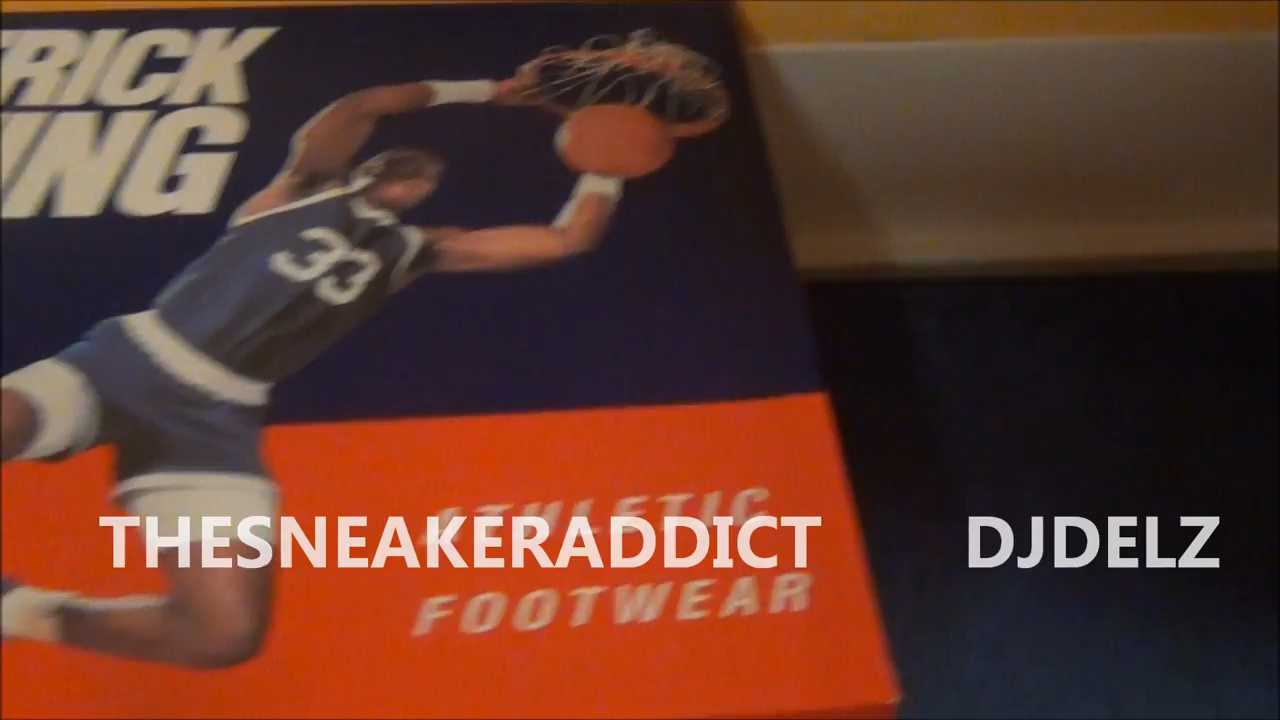 RICK
ING
33
ATHLETIC
FOOTWEAR
THESNEAKERADDICT DJDELZ